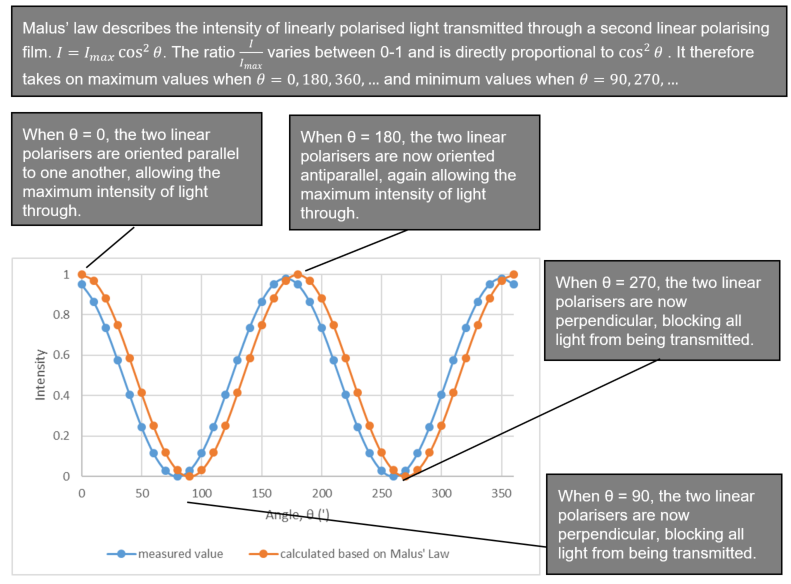 Malus' law describes the intensity of linearly polarised light transmitted through a second linear polarising
film. I = I_max cos² θ. The ratio I/I_max varies between 0-1 and is directly proportional to cos² θ . It therefore
takes on maximum values when θ = 0, 180, 360, … and minimum values when θ = 90, 270, …
When θ = 0, the two linear
polarisers are oriented parallel
to one another, allowing the
maximum intensity of light
through.
When θ = 180, the two linear
polarisers are now oriented
antiparallel, again allowing the
maximum intensity of light
through.
When θ = 270, the two linear
polarisers are now
perpendicular, blocking all
light from being transmitted.
When θ = 90, the two linear
polarisers are now
perpendicular, blocking all
light from being transmitted.
Intensity
1
0.8
0.6
0.4
0.2
0
0 50 100 150 200 250 300 350
Angle, θ (')
measured value calculated based on Malus' Law